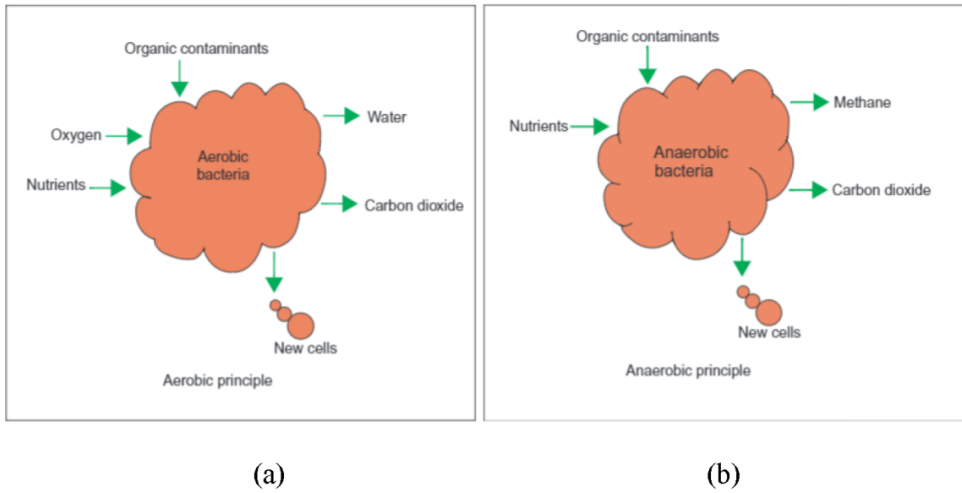 Organic contaminants
Oxygen
Nutrients
Aerobic
bacteria
Water
Carbon dioxide
New cells
Aerobic principle
(a)
Organic contaminants
Nutrients
Anaerobic
bacteria
Methane
Carbon dioxide
New cells
Anaerobic principle
(b)